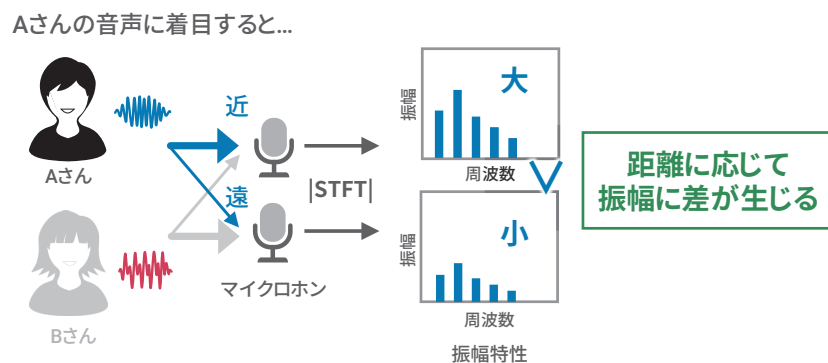 Aさんの音声に着目すると…
Aさん
Bさん
近
遠
マイクロホン
|STFT|
振幅
大
周波数
振幅
小
周波数
振幅特性
距離に応じて
振幅に差が生じる